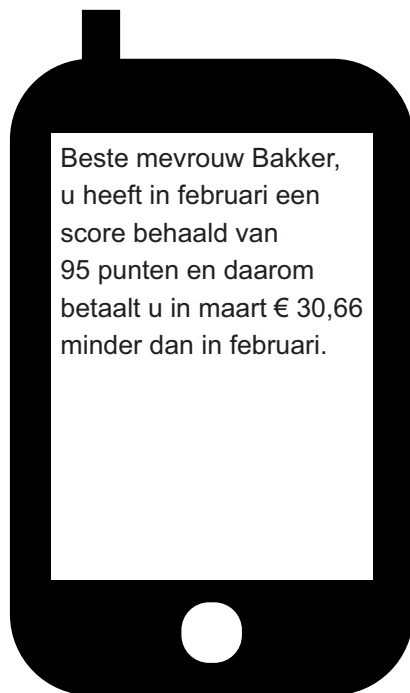 Beste mevrouw Bakker,
u heeft in februari een
score behaald van
95 punten en daarom
betaalt u in maart € 30,66
minder dan in februari.